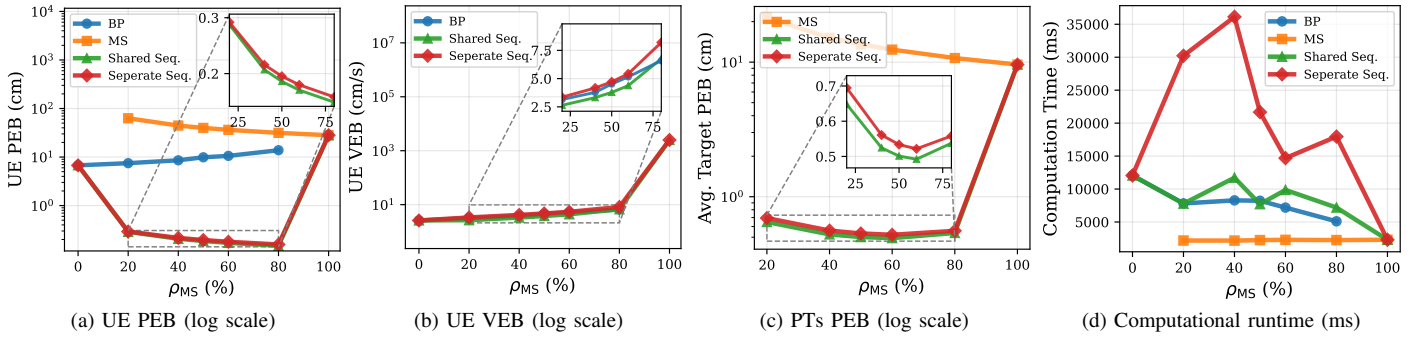 UE PEB (cm)
10⁴
10³
10²
10¹
10⁰
BP
MS
Shared Seq.
Seperate Seq.
0.3
0.2
25 50 75
0 20 40 60 80 100
ρMS (%)
(a) UE PEB (log scale)
UE VEB (cm/s)
10⁷
10⁵
10³
10¹
BP
Shared Seq.
Seperate Seq.
7.5
5.0
2.5
25 50 75
0 20 40 60 80 100
ρMS (%)
(b) UE VEB (log scale)
Avg. Target PEB (cm)
10¹
10⁰
MS
Shared Seq.
Seperate Seq.
0.7
0.6
0.5
25 50 75
20 40 60 80 100
ρMS (%)
(c) PTs PEB (log scale)
Computation Time (ms)
35000
30000
25000
20000
15000
10000
5000
BP
MS
Shared Seq.
Seperate Seq.
0 20 40 60 80 100
ρMS (%)
(d) Computational runtime (ms)